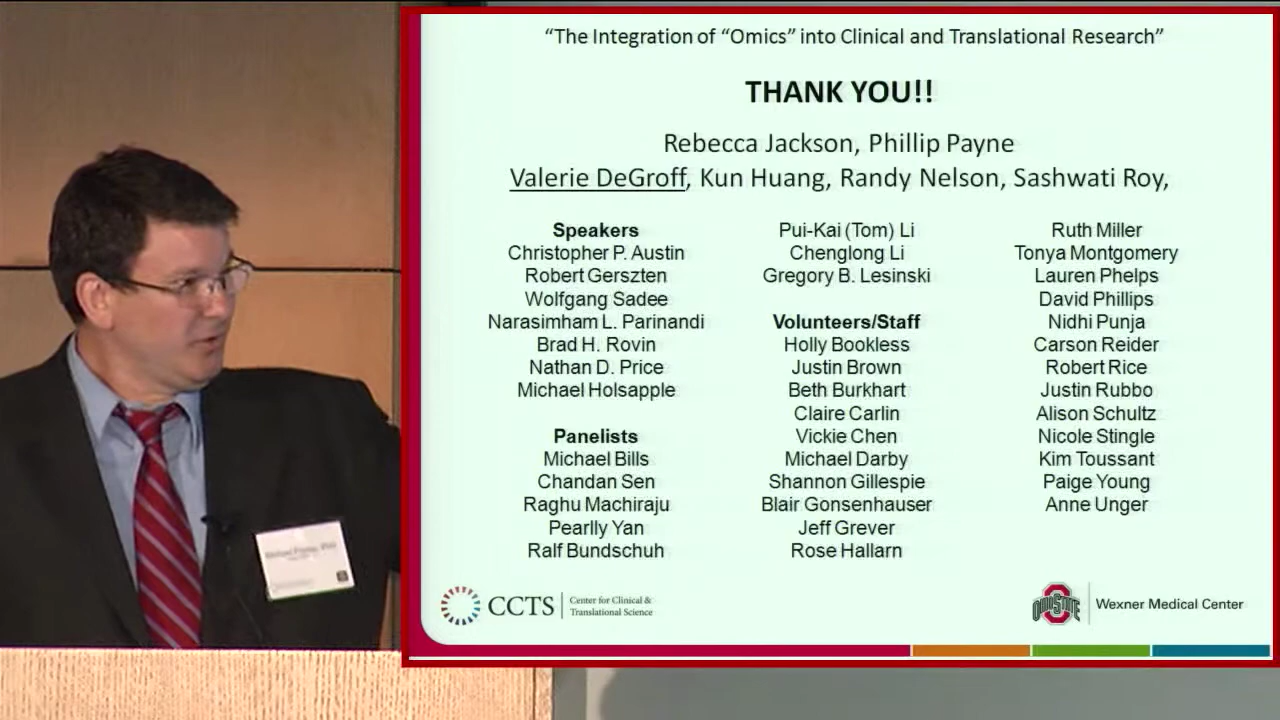 “The Integration of “Omics” into Clinical and Translational Research”
THANK YOU!!
Rebecca Jackson, Phillip Payne
Valerie DeGroff, Kun Huang, Randy Nelson, Sashwati Roy,
Speakers
Christopher P. Austin
Robert Gerszten
Wolfgang Sadee
Narasimham L. Parinandi
Brad H. Rovin
Nathan D. Price
Michael Holsapple
Panelists
Michael Bills
Chandan Sen
Raghu Machiraju
Pearlly Yan
Ralf Bundschuh
Pui-Kai (Tom) Li
Chenglong Li
Gregory B. Lesinski
Volunteers/Staff
Holly Bookless
Justin Brown
Beth Burkhart
Claire Carlin
Vickie Chen
Michael Darby
Shannon Gillespie
Blair Gonsenhauser
Jeff Grever
Rose Hallarn
Ruth Miller
Tonya Montgomery
Lauren Phelps
David Phillips
Nidhi Punja
Carson Reider
Robert Rice
Justin Rubbo
Alison Schultz
Nicole Stingle
Kim Toussant
Paige Young
Anne Unger
CCTS
Center for Clinical &
Translational Science
OHIO STATE
Wexner Medical Center